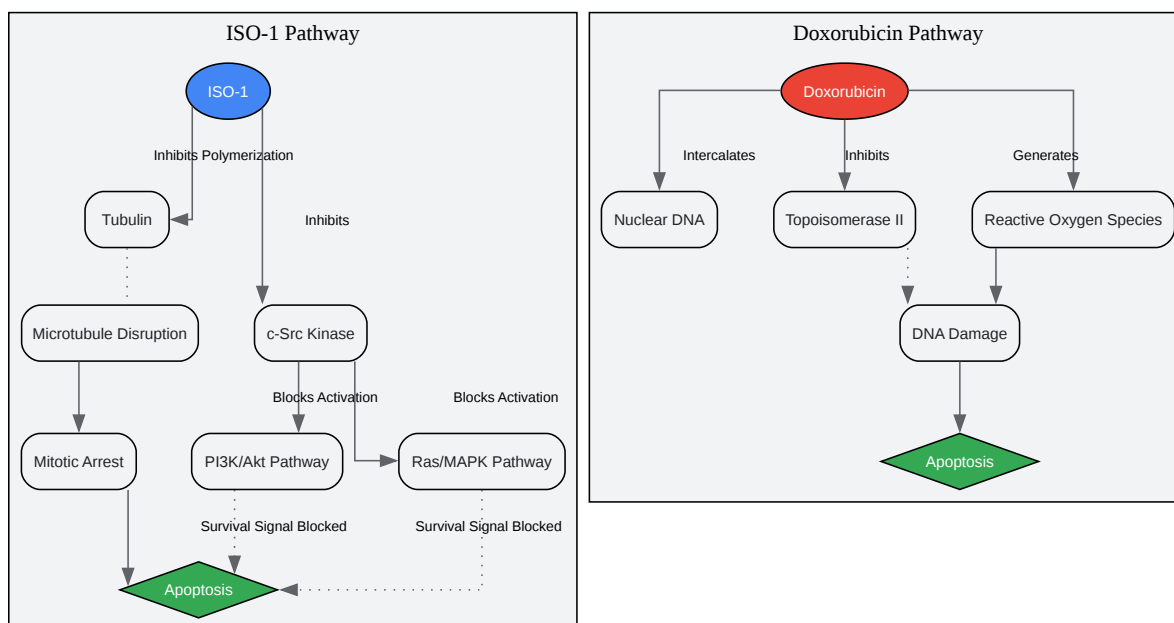 ISO-1 Pathway
ISO-1
Inhibits Polymerization
Tubulin
Inhibits
Microtubule Disruption
c-Src Kinase
Blocks Activation
Blocks Activation
Mitotic Arrest
PI3K/Akt Pathway
Ras/MAPK Pathway
Survival Signal Blocked
Survival Signal Blocked
Apoptosis
Doxorubicin Pathway
Doxorubicin
Intercalates
Inhibits
Generates
Nuclear DNA
Topoisomerase II
Reactive Oxygen Species
DNA Damage
Apoptosis